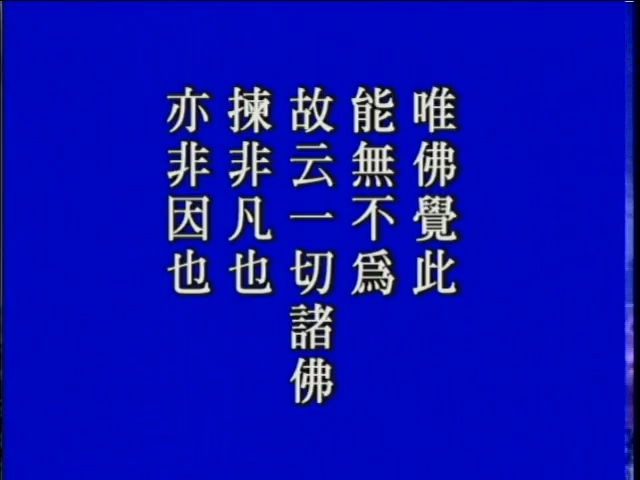 唯佛覺此
能無不爲
故云一切諸佛
揀非凡也
亦非因也